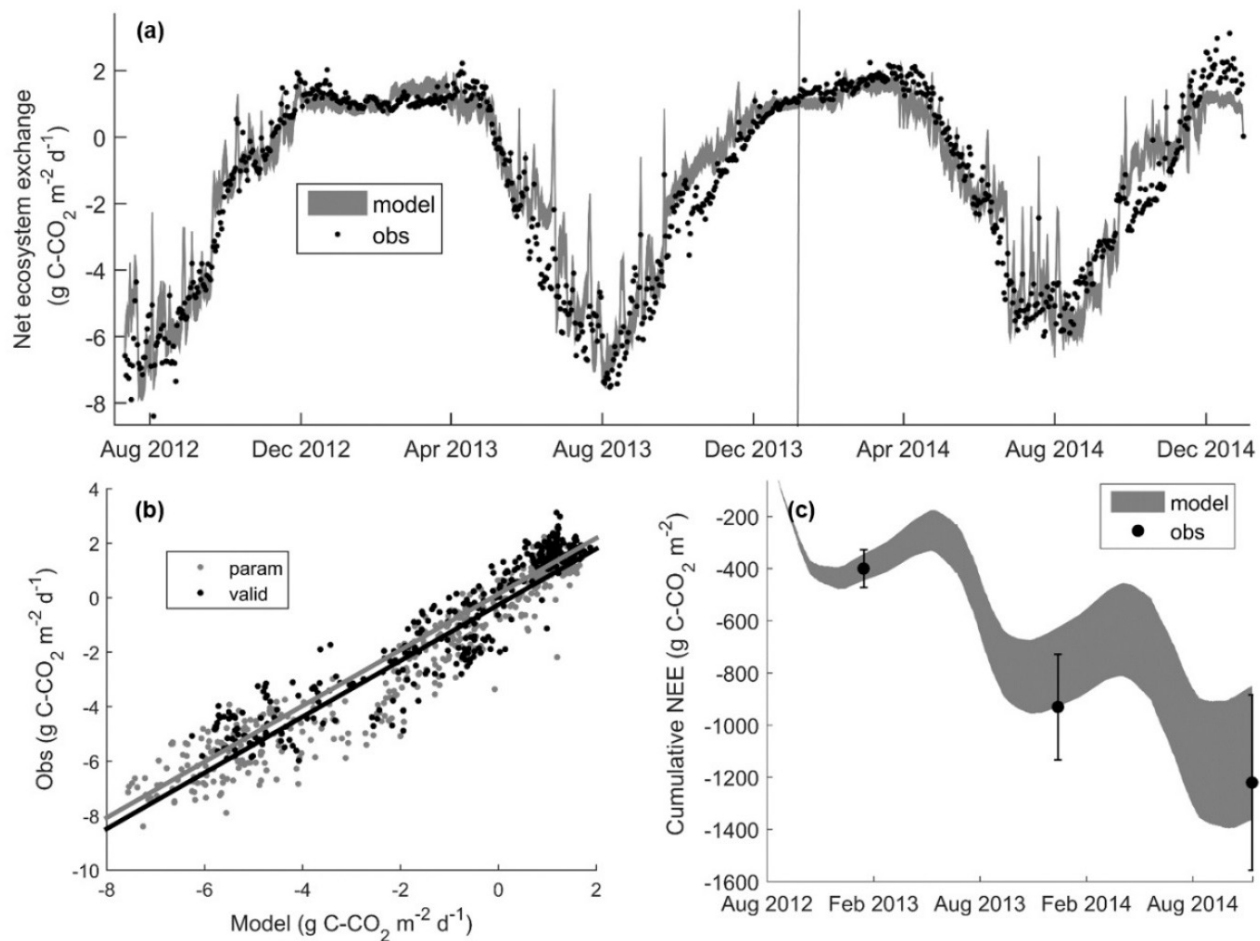 (a)
Net ecosystem exchange
(g C-CO₂ m⁻² d⁻¹)
2
0
-2
-4
-6
-8
model
obs
Aug 2012 Dec 2012 Apr 2013 Aug 2013 Dec 2013 Apr 2014 Aug 2014 Dec 2014
(b)
Obs (g C-CO₂ m⁻² d⁻¹)
4
2
0
-2
-4
-6
-8
-10
param
valid
-8 -6 -4 -2 0 2
Model (g C-CO₂ m⁻² d⁻¹)
(c)
Cumulative NEE (g C-CO₂ m⁻²)
-200
-400
-600
-800
-1000
-1200
-1400
-1600
model
obs
Aug 2012 Feb 2013 Aug 2013 Feb 2014 Aug 2014